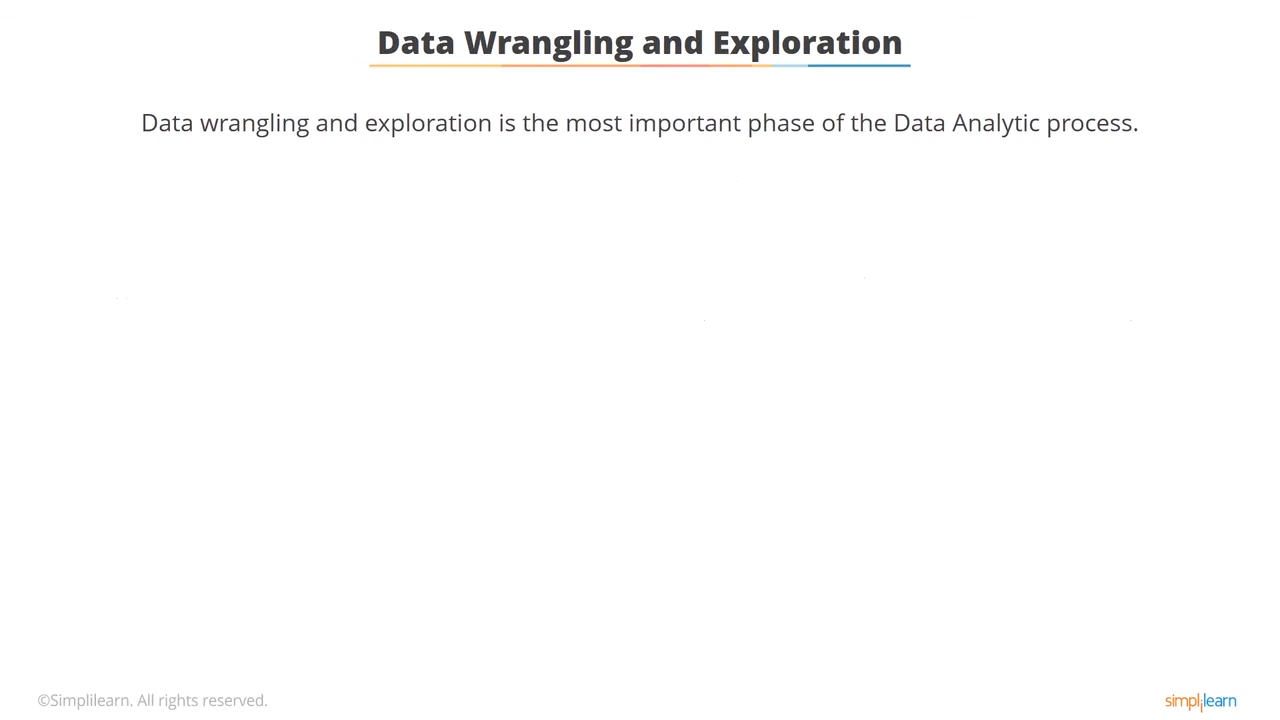 Data Wrangling and Exploration
Data wrangling and exploration is the most important phase of the Data Analytic process.
©Simplilearn. All rights reserved.
simplilearn